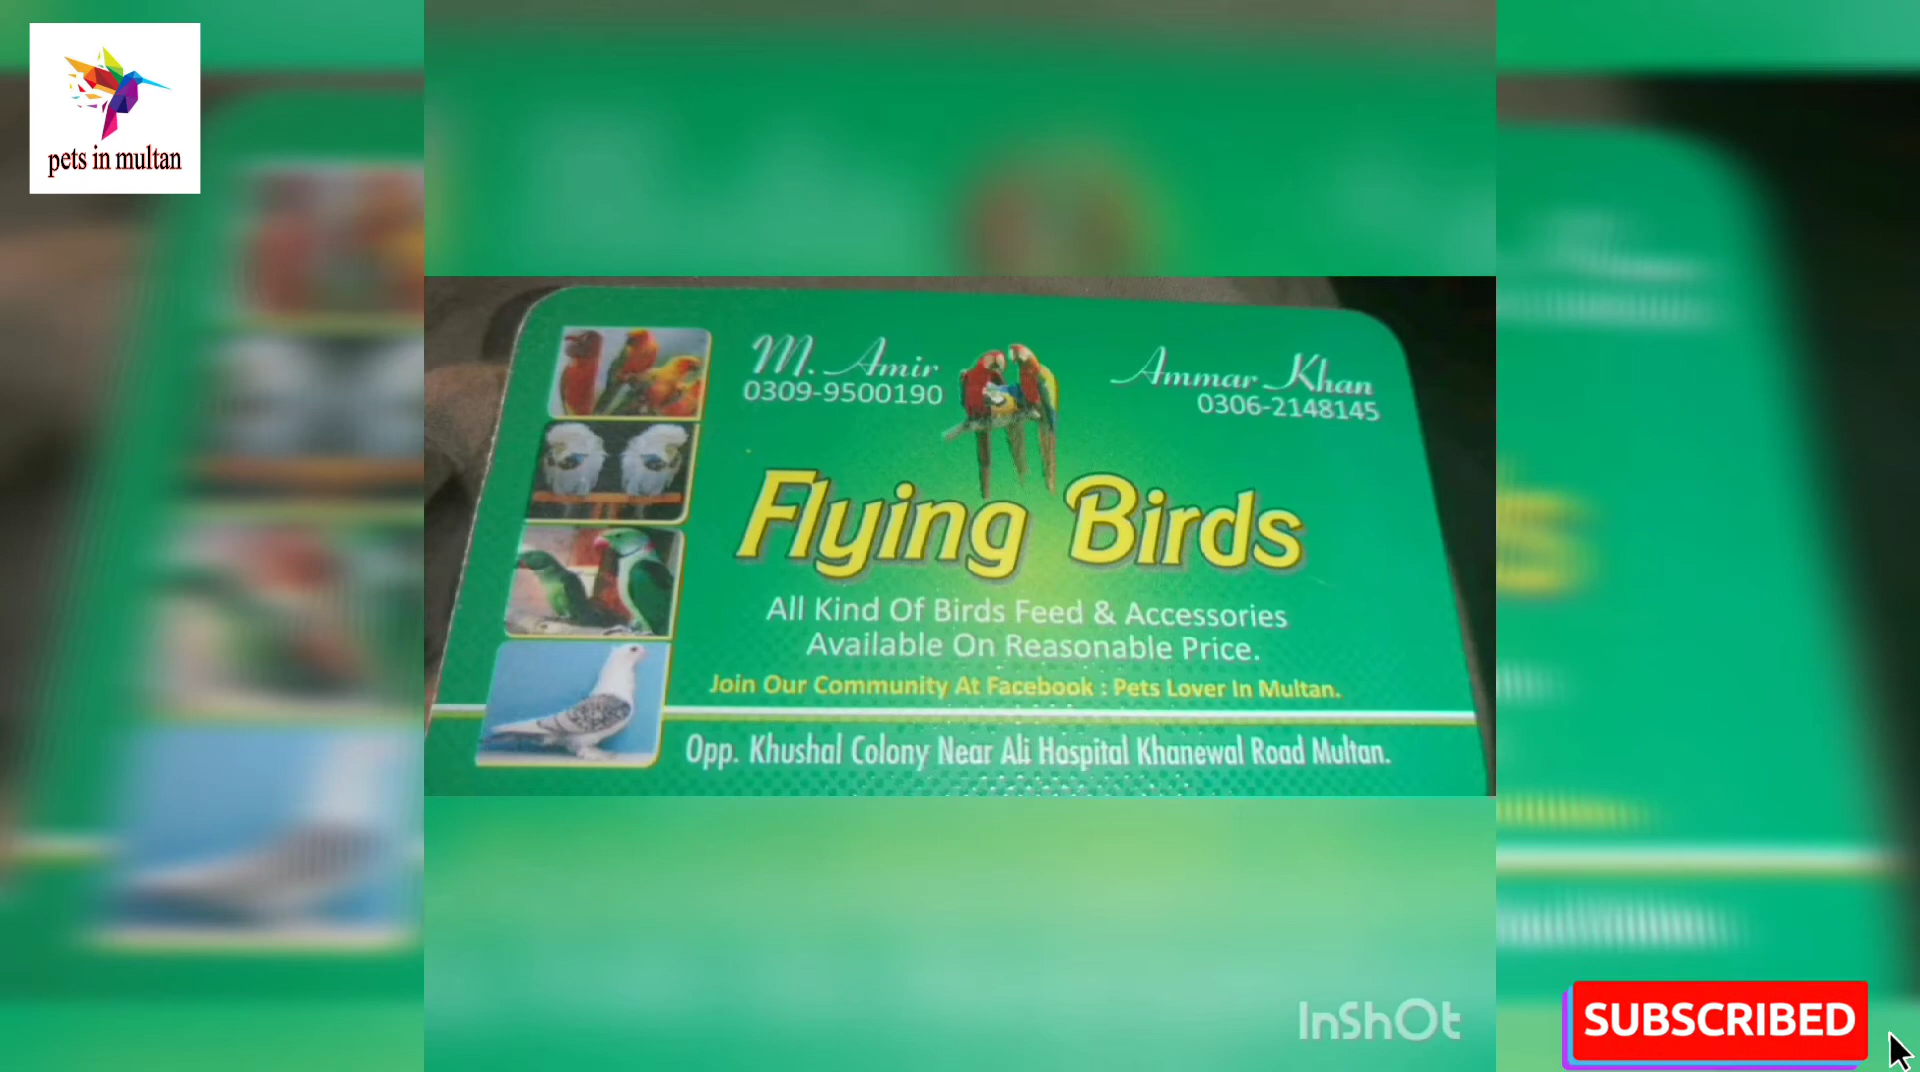 pets in multan
M. Amir
0309-9500190
Ammar Khan
0306-2148145
Flying Birds
All Kind Of Birds Feed & Accessories
Available On Reasonable Price.
Join Our Community At Facebook : Pets Lover In Multan.
Opp. Khushal Colony Near Ali Hospital Khanewal Road Multan.
InShOt
SUBSCRIBED